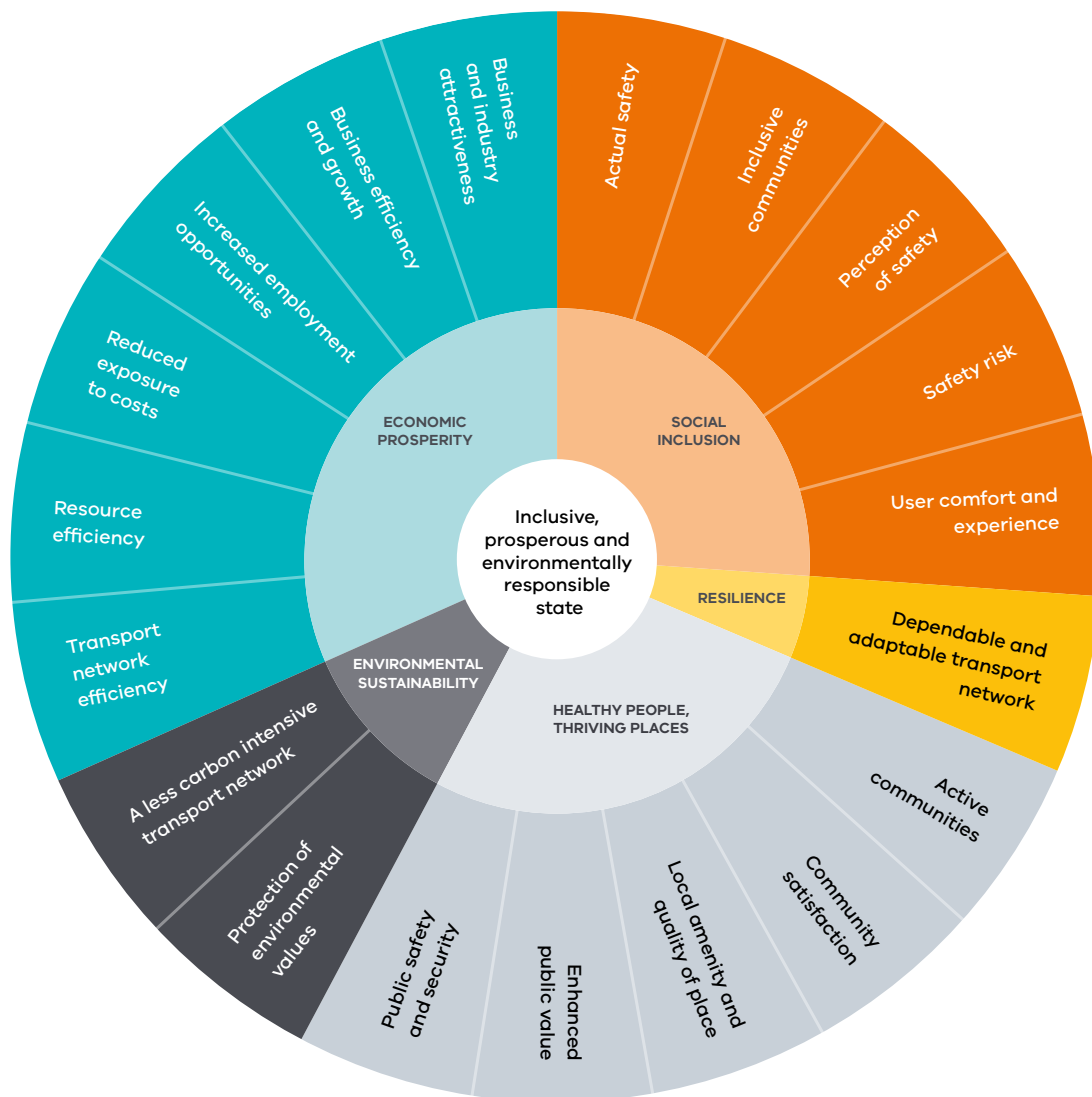 Inclusive,
prosperous and
environmentally
responsible
state
SOCIAL
INCLUSION
Actual safety
Inclusive
communities
Perception
of safety
Safety risk
User comfort and
experience
RESILIENCE
Dependable and
adaptable transport
network
HEALTHY PEOPLE,
THRIVING PLACES
Active
communities
Community
satisfaction
Local amenity and
quality of place
Enhanced
public value
Public safety
and security
ENVIRONMENTAL
SUSTAINABILITY
Protection of
environmental
values
A less carbon intensive
transport network
ECONOMIC
PROSPERITY
Transport
network
efficiency
Resource
efficiency
Reduced
exposure
to costs
Increased employment
opportunities
Business efficiency
and growth
Business
and industry
attractiveness